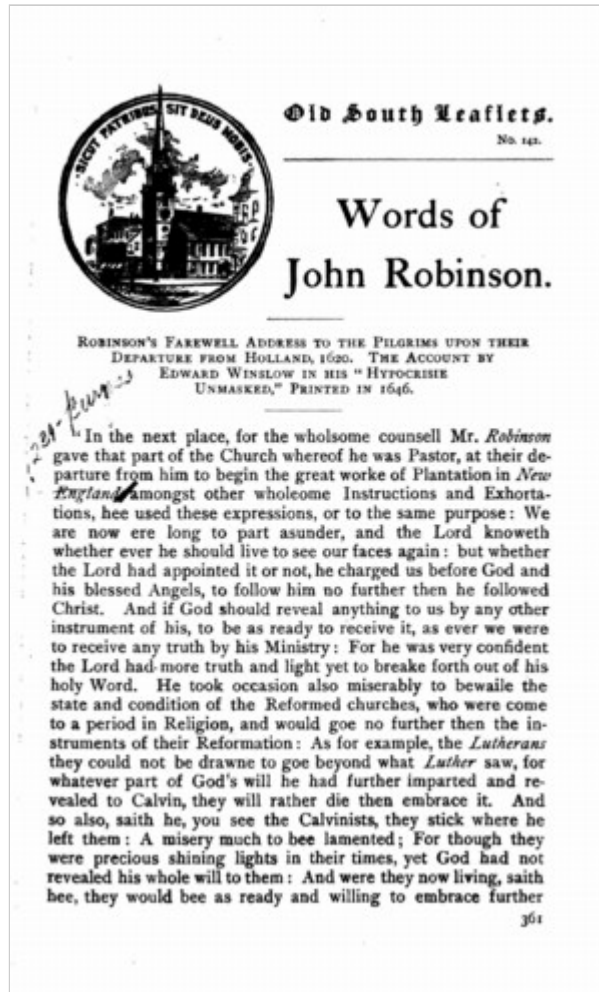 SICUT PATRIBUS SIT DEUS NOBIS
Old South Leaflets.
No. 142.
Words of
John Robinson.
ROBINSON'S FAREWELL ADDRESS TO THE PILGRIMS UPON THEIR
DEPARTURE FROM HOLLAND, 1620. THE ACCOUNT BY
EDWARD WINSLOW IN HIS "HYPOCRISIE
UNMASKED," PRINTED IN 1646.
"In the next place, for the wholsome counsell Mr. Robinson
gave that part of the Church whereof he was Pastor, at their de-
parture from him to begin the great worke of Plantation in New
England amongst other wholeome Instructions and Exhorta-
tions, hee used these expressions, or to the same purpose: We
are now ere long to part asunder, and the Lord knoweth
whether ever he should live to see our faces again: but whether
the Lord had appointed it or not, he charged us before God and
his blessed Angels, to follow him no further then he followed
Christ. And if God should reveal anything to us by any other
instrument of his, to be as ready to receive it, as ever we were
to receive any truth by his Ministry: For he was very confident
the Lord had more truth and light yet to breake forth out of his
holy Word. He took occasion also miserably to bewaile the
state and condition of the Reformed churches, who were come
to a period in Religion, and would goe no further then the in-
struments of their Reformation: As for example, the Lutherans
they could not be drawne to goe beyond what Luther saw, for
whatever part of God's will he had further imparted and re-
vealed to Calvin, they will rather die then embrace it. And
so also, saith he, you see the Calvinists, they stick where he
left them: A misery much to bee lamented; For though they
were precious shining lights in their times, yet God had not
revealed his whole will to them: And were they now living, saith
hee, they would bee as ready and willing to embrace further
361